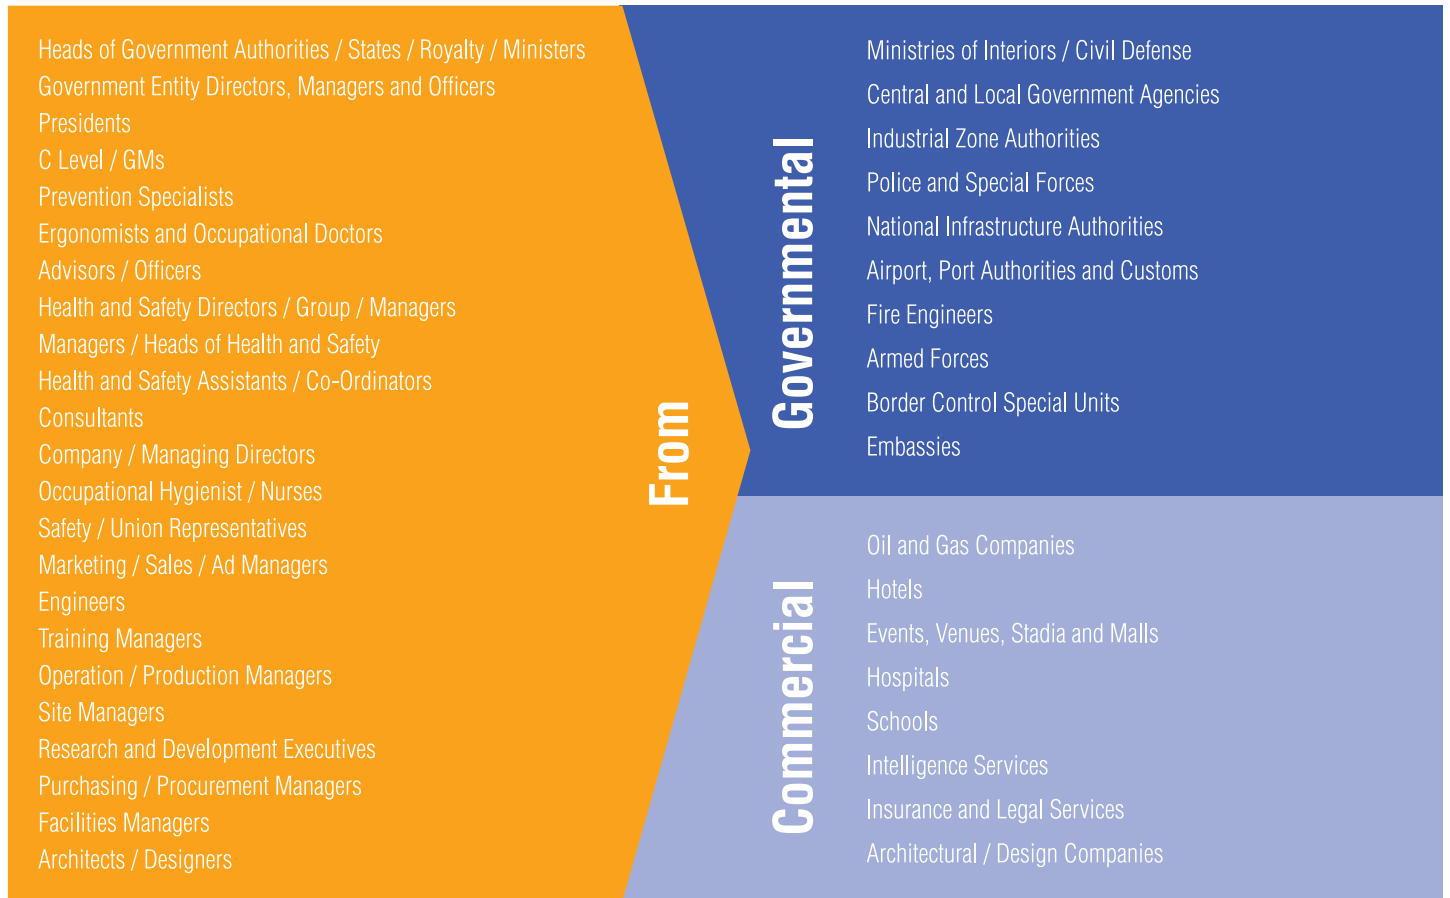 Heads of Government Authorities / States / Royalty / Ministers
Government Entity Directors, Managers and Officers
Presidents
C Level / GMs
Prevention Specialists
Ergonomists and Occupational Doctors
Advisors / Officers
Health and Safety Directors / Group / Managers
Managers / Heads of Health and Safety
Health and Safety Assistants / Co-Ordinators
Consultants
Company / Managing Directors
Occupational Hygienist / Nurses
Safety / Union Representatives
Marketing / Sales / Ad Managers
Engineers
Training Managers
Operation / Production Managers
Site Managers
Research and Development Executives
Purchasing / Procurement Managers
Facilities Managers
Architects / Designers
From
Governmental
Ministries of Interiors / Civil Defense
Central and Local Government Agencies
Industrial Zone Authorities
Police and Special Forces
National Infrastructure Authorities
Airport, Port Authorities and Customs
Fire Engineers
Armed Forces
Border Control Special Units
Embassies
Commercial
Oil and Gas Companies
Hotels
Events, Venues, Stadia and Malls
Hospitals
Schools
Intelligence Services
Insurance and Legal Services
Architectural / Design Companies